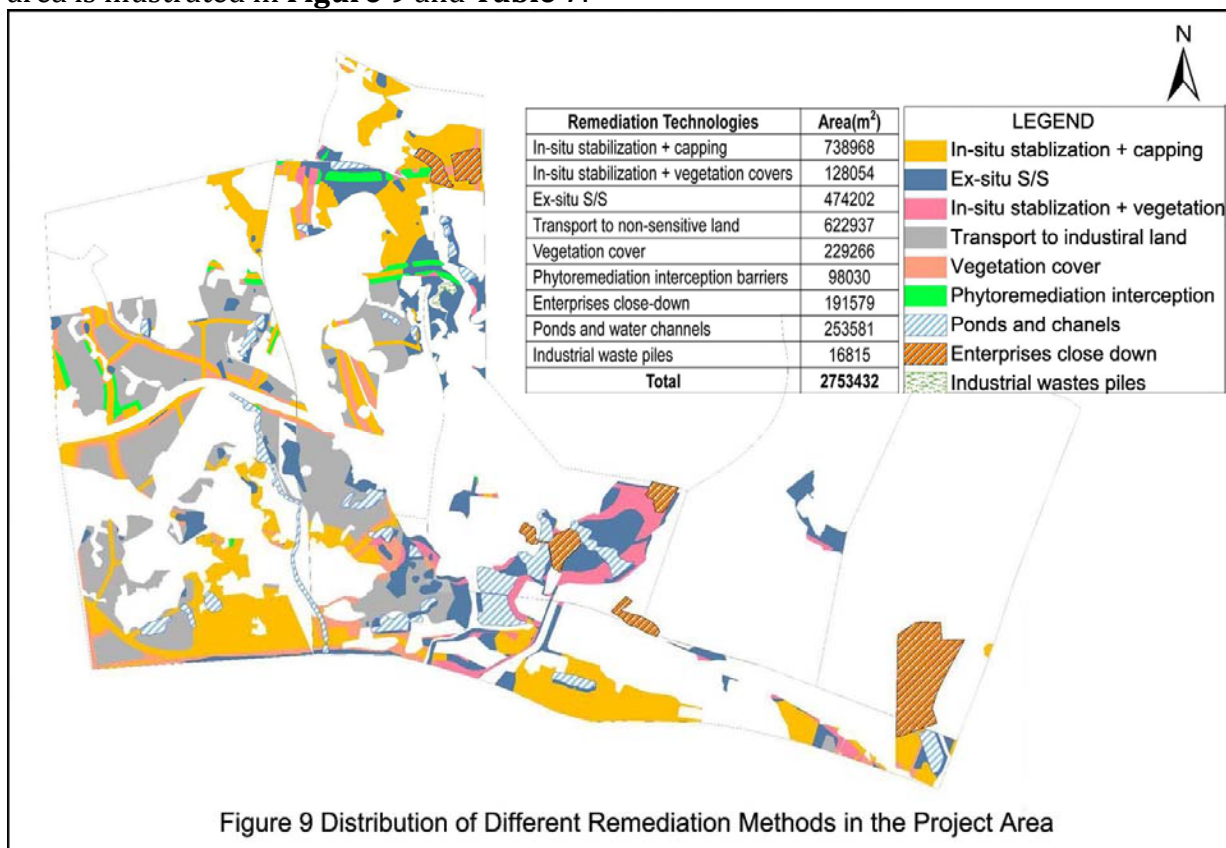 area is illustrated in Figure 9 and Table 7.
N
Remediation Technologies Area(m²)
In-situ stabilization + capping 738968
In-situ stabilization + vegetation covers 128054
Ex-situ S/S 474202
Transport to non-sensitive land 622937
Vegetation cover 229266
Phytoremediation interception barriers 98030
Enterprises close-down 191579
Ponds and water channels 253581
Industrial waste piles 16815
Total 2753432
LEGEND
In-situ stablization + capping
Ex-situ S/S
In-situ stablization + vegetation
Transport to industiral land
Vegetation cover
Phytoremediation interception
Ponds and chanels
Enterprises close down
Industrial wastes piles
Figure 9 Distribution of Different Remediation Methods in the Project Area